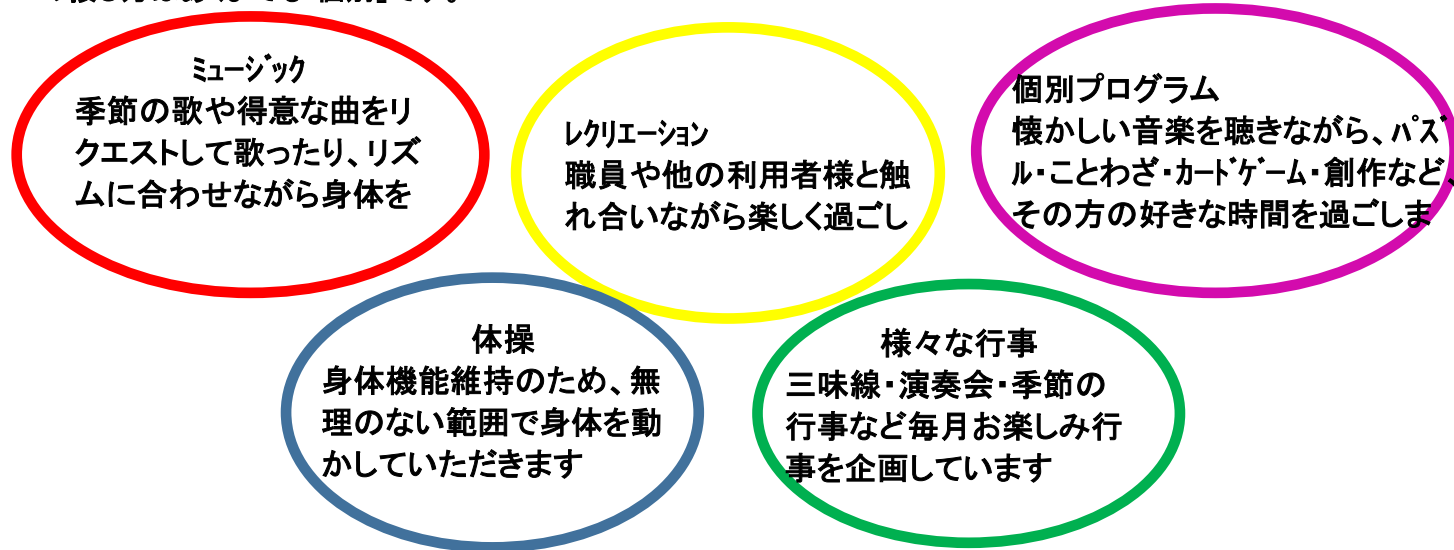 ﾐｭｰｼﾞｯｸ
季節の歌や得意な曲をリ
クエストして歌ったり、リズ
ムに合わせながら身体を
ﾚｸﾘｴｰｼｮﾝ
職員や他の利用者様と触
れ合いながら楽しく過ごし
個別プログラム
懐かしい音楽を聴きながら、ﾊﾟｽﾞ
ﾙ・ことわざ・ｶｰﾄﾞｹﾞｰﾑ・創作など、
その方の好きな時間を過ごしま
体操
身体機能維持のため、無
理のない範囲で身体を動
かしていただきます
様々な行事
三味線・演奏会・季節の
行事など毎月お楽しみ行
事を企画しています